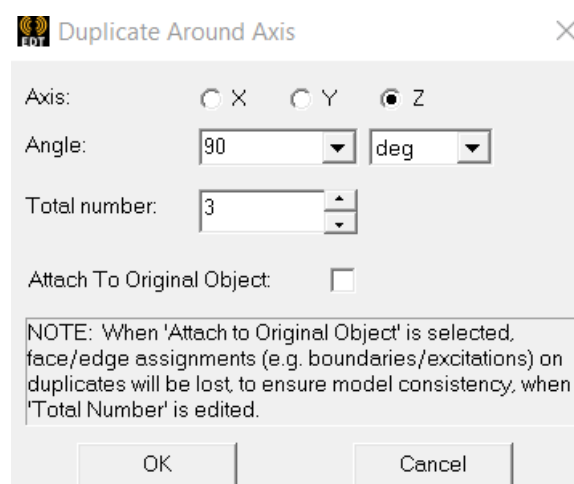 EDT Duplicate Around Axis
Axis: X Y Z
Angle: 90 deg
Total number: 3
Attach To Original Object:
NOTE: When 'Attach to Original Object' is selected,
face/edge assignments (e.g. boundaries/excitations) on
duplicates will be lost, to ensure model consistency, when
'Total Number' is edited.
OK Cancel